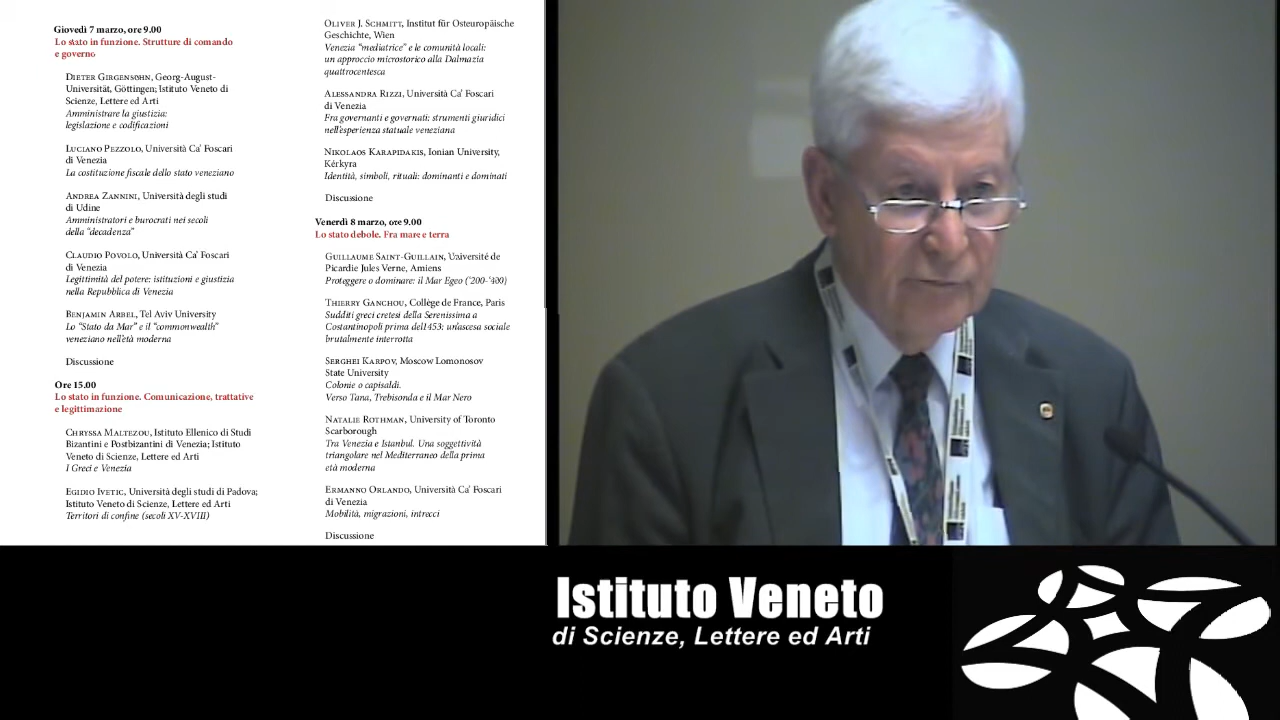 Giovedì 7 marzo, ore 9.00
Lo stato in funzione. Strutture di comando
e governo
Dieter Girgensohn, Georg-August-
Universität, Göttingen; Istituto Veneto di
Scienze, Lettere ed Arti
Amministrare la giustizia:
legislazione e codificazioni
Luciano Pezzolo, Università Ca' Foscari
di Venezia
La costituzione fiscale dello stato veneziano
Andrea Zannini, Università degli studi
di Udine
Amministratori e burocrati nei secoli
della "decadenza"
Claudio Povolo, Università Ca' Foscari
di Venezia
Legittimità del potere: istituzioni e giustizia
nella Repubblica di Venezia
Benjamin Arbel, Tel Aviv University
Lo "Stato da Mar" e il "commonwealth"
veneziano nell'età moderna
Discussione
Ore 15.00
Lo stato in funzione. Comunicazione, trattative
e legittimazione
Chryssa Maltezou, Istituto Ellenico di Studi
Bizantini e Postbizantini di Venezia; Istituto
Veneto di Scienze, Lettere ed Arti
I Greci e Venezia
Egidio Ivetic, Università degli studi di Padova;
Istituto Veneto di Scienze, Lettere ed Arti
Territori di confine (secoli XV-XVIII)
Oliver J. Schmitt, Institut für Osteuropäische
Geschichte, Wien
Venezia "mediatrice" e le comunità locali:
un approccio microstorico alla Dalmazia
quattrocentesca
Alessandra Rizzi, Università Ca' Foscari
di Venezia
Fra governanti e governati: strumenti giuridici
nell'esperienza statuale veneziana
Nikolaos Karapidakis, Ionian University,
Kérkyra
Identità, simboli, rituali: dominanti e dominati
Discussione
Venerdì 8 marzo, ore 9.00
Lo stato debole. Fra mare e terra
Guillaume Saint-Guillain, Université de
Picardie Jules Verne, Amiens
Proteggere o dominare: il Mar Egeo ('200-'400)
Thierry Ganchou, Collège de France, Paris
Sudditi greci cretesi della Serenissima a
Costantinopoli prima del 1453: un'ascesa sociale
brutalmente interrotta
Serghei Karpov, Moscow Lomonosov
State University
Colonie o capisaldi.
Verso Tana, Trebisonda e il Mar Nero
Natalie Rothman, University of Toronto
Scarborough
Tra Venezia e Istanbul. Una soggettività
triangolare nel Mediterraneo della prima
età moderna
Ermanno Orlando, Università Ca' Foscari
di Venezia
Mobilità, migrazioni, intrecci
Discussione
Istituto Veneto
di Scienze, Lettere ed Arti